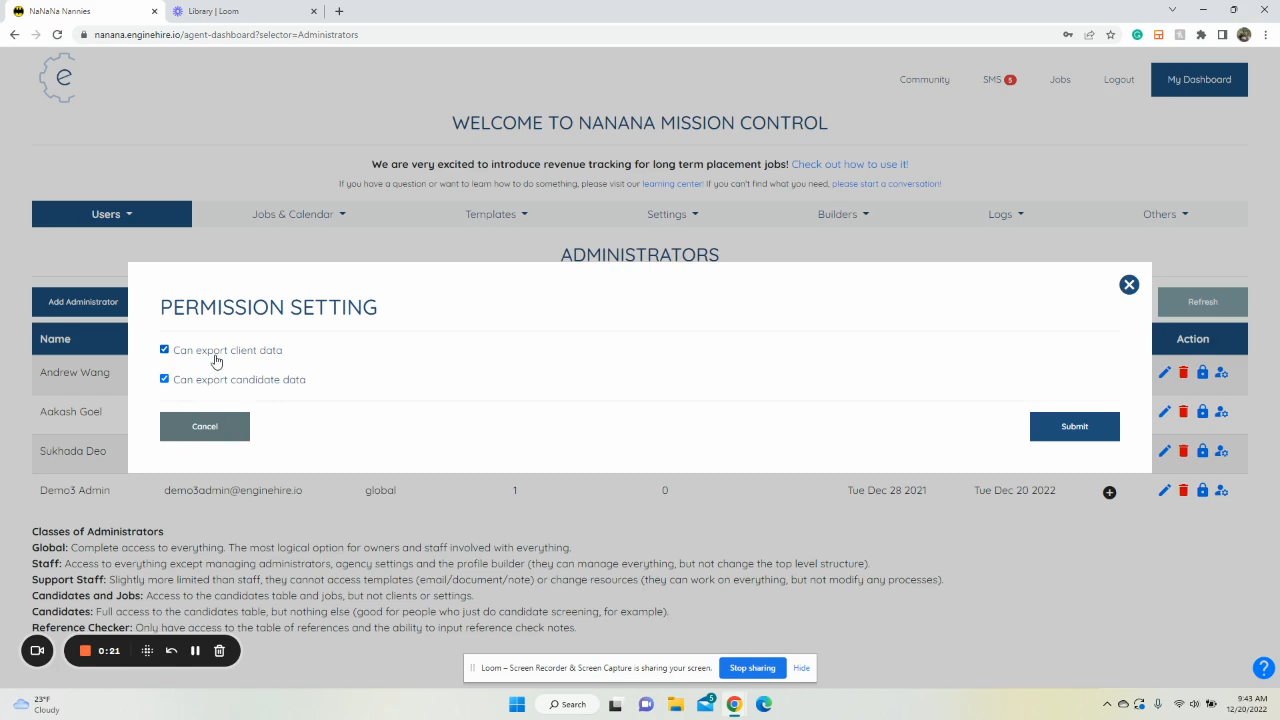 NaNaNa Nannies
Library | Loom
nanana.enginehire.io/agent-dashboard?selector=Administrators
e
Community
SMS 5
Jobs
Logout
My Dashboard
WELCOME TO NANANA MISSION CONTROL
We are very excited to introduce revenue tracking for long term placement jobs! Check out how to use it!
If you have a question or want to learn how to do something, please visit our learning center! If you can't find what you need, please start a conversation!
Users
Jobs & Calendar
Templates
Settings
Builders
Logs
Others
ADMINISTRATORS
Add Administrator
Refresh
Name
Action
PERMISSION SETTING
Can export client data
Can export candidate data
Cancel
Submit
Andrew Wang
Aakash Goel
Sukhada Deo
Demo3 Admin demo3admin@enginehire.io global 1 0 Tue Dec 28 2021 Tue Dec 20 2022
Classes of Administrators
Global: Complete access to everything. The most logical option for owners and staff involved with everything.
Staff: Access to everything except managing administrators, agency settings and the profile builder (they can manage everything, but not change the top level structure).
Support Staff: Slightly more limited than staff, they cannot access templates (email/document/note) or change resources (they can work on everything, but not modify any processes).
Candidates and Jobs: Access to the candidates table and jobs, but not clients or settings.
Candidates: Full access to the candidates table, but nothing else (good for people who just do candidate screening, for example).
Reference Checker: Only have access to the table of references and the ability to input reference check notes.
0:21
Loom – Screen Recorder & Screen Capture is sharing your screen.
Stop sharing
Hide
?
23°F
Cloudy
Search
5
9:43 AM
12/20/2022